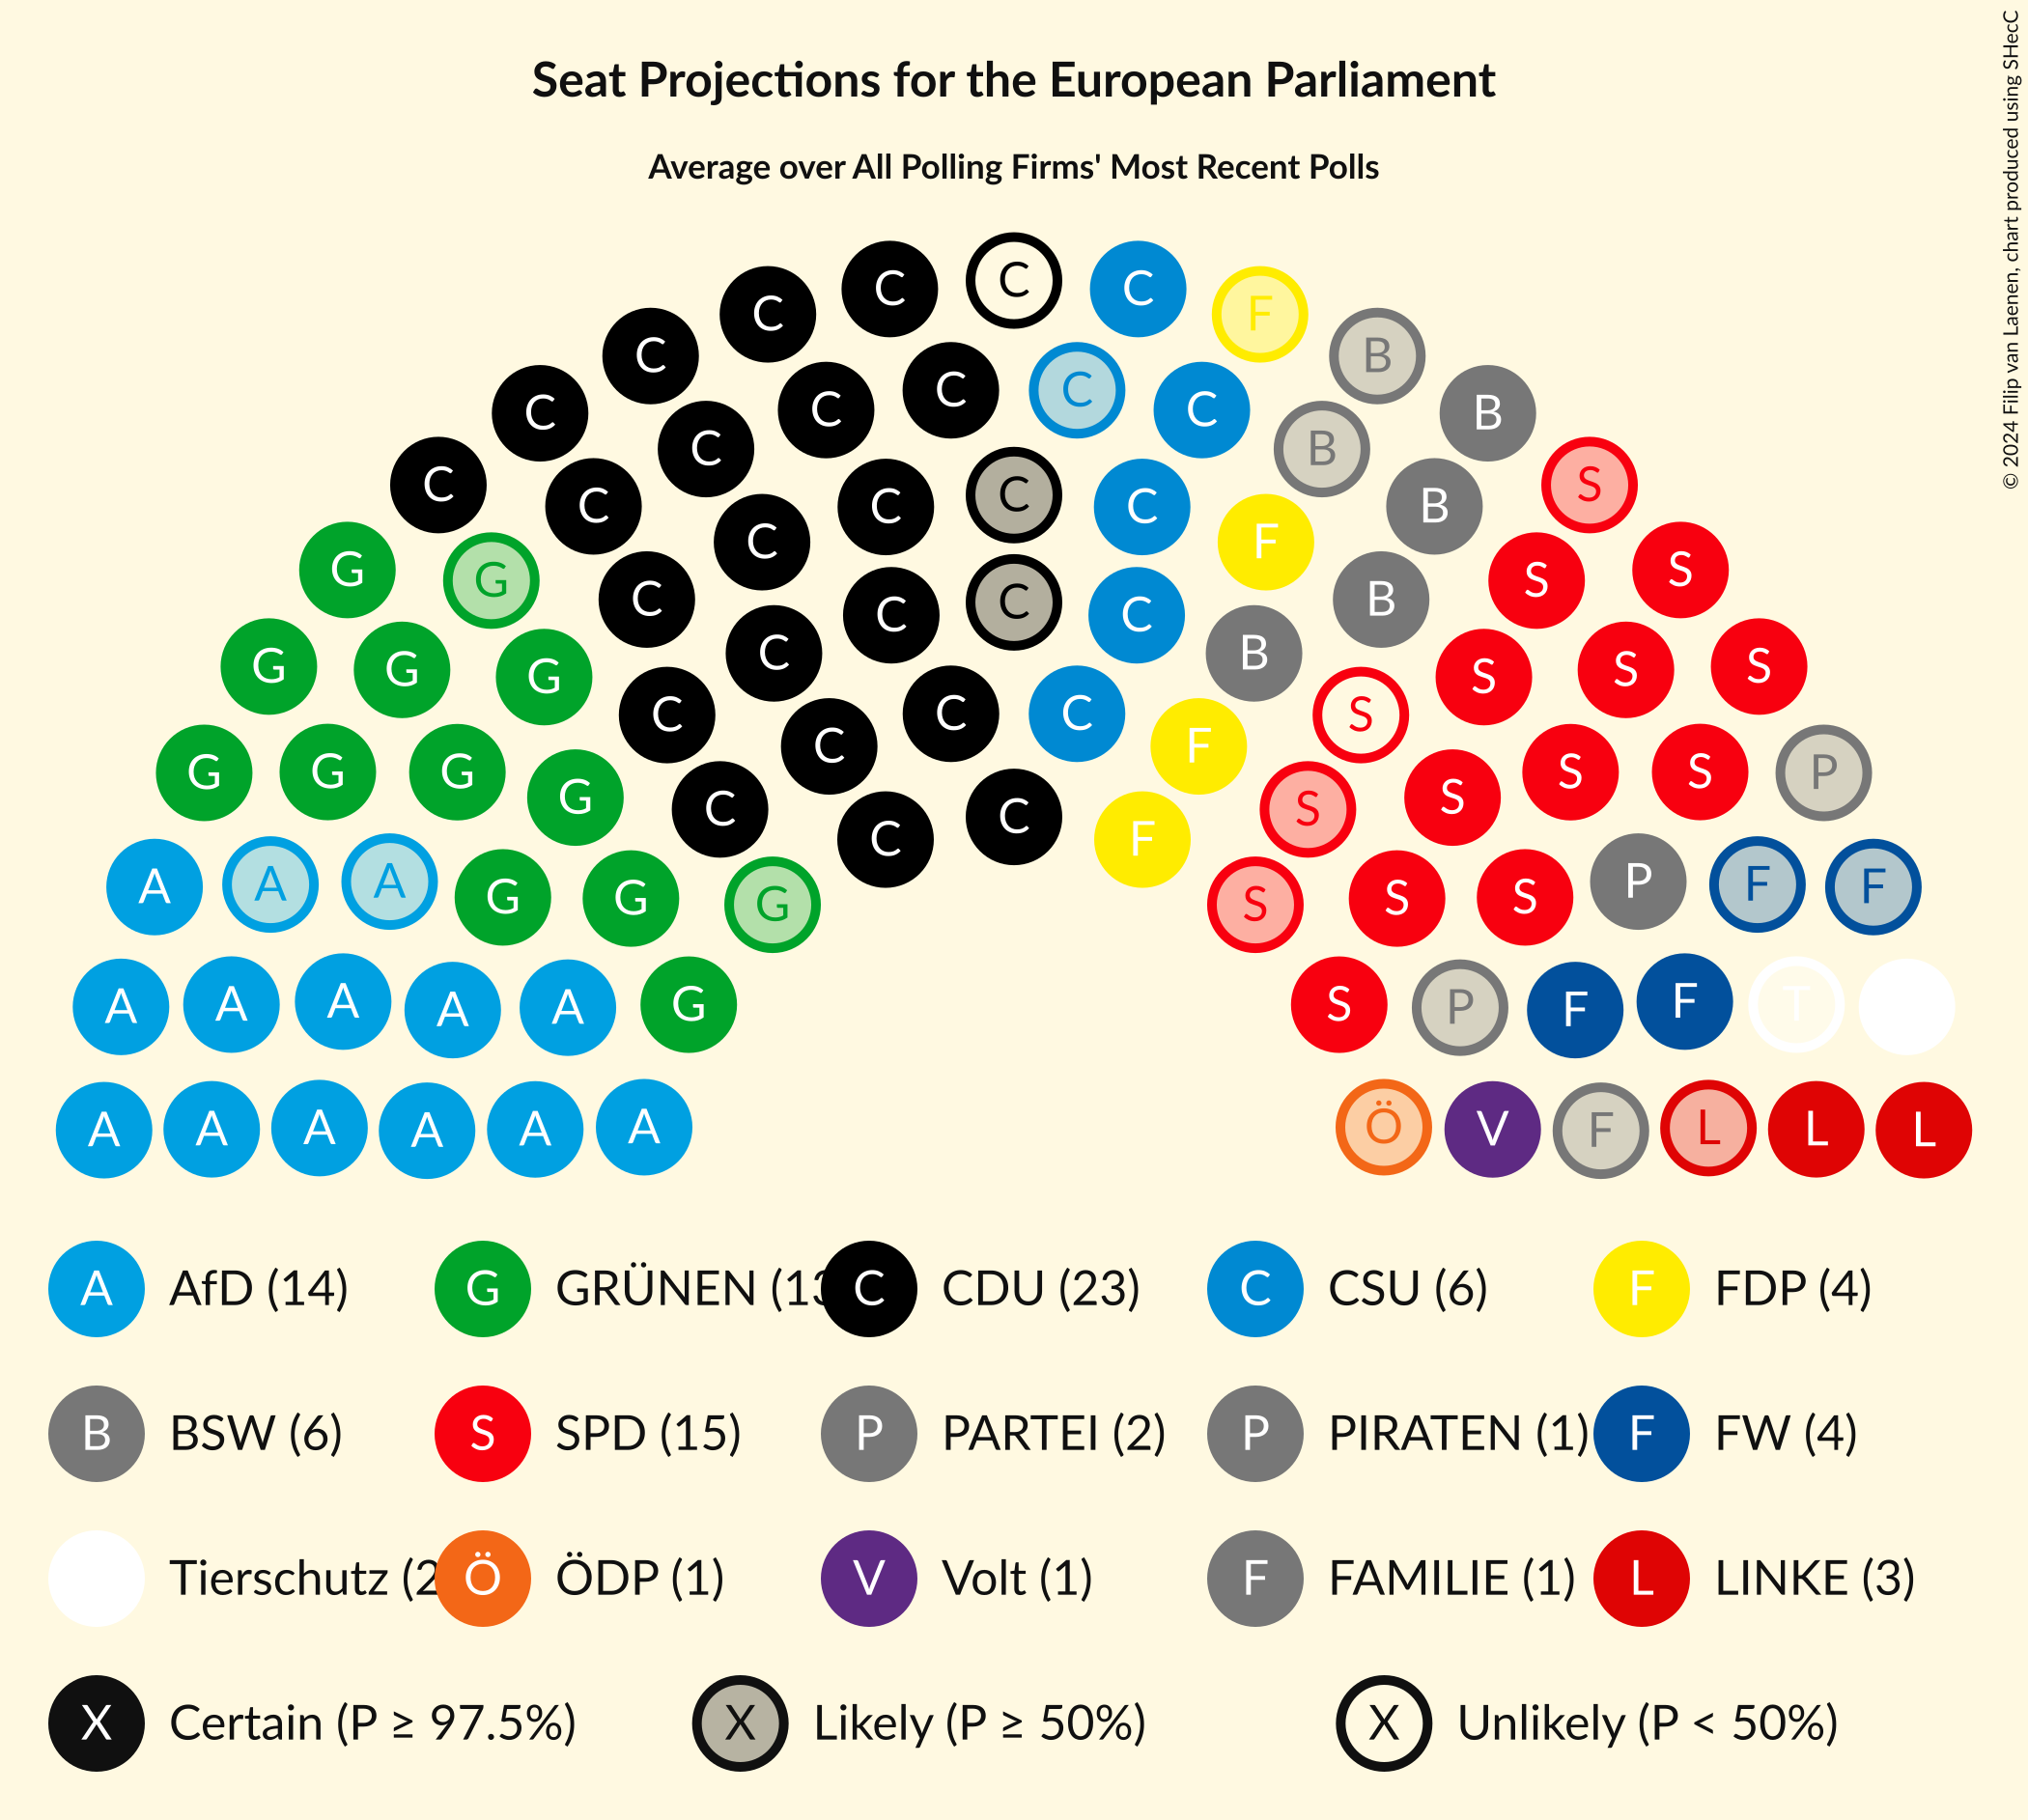 Seat Projections for the European Parliament
Average over All Polling Firms' Most Recent Polls
© 2024 Filip van Laenen, chart produced using SHecC
C C C
C F
C B
C C C C C B
C B
C C C C C B S
C F
G G C C C C B S S
G G G C B S S S
C C C C F S
G G G G C C C F S S S S P
A A A G G G S S S P F F
A A A A A G S P F F T
A A A A A A Ö V F L L L
A AfD (14) G GRÜNEN (13 C CDU (23) C CSU (6) F FDP (4)
B BSW (6) S SPD (15) P PARTEI (2) P PIRATEN (1) F FW (4)
Tierschutz (2 Ö ÖDP (1) V Volt (1) F FAMILIE (1) L LINKE (3)
X Certain (P ≥ 97.5%) X Likely (P ≥ 50%) X Unlikely (P < 50%)